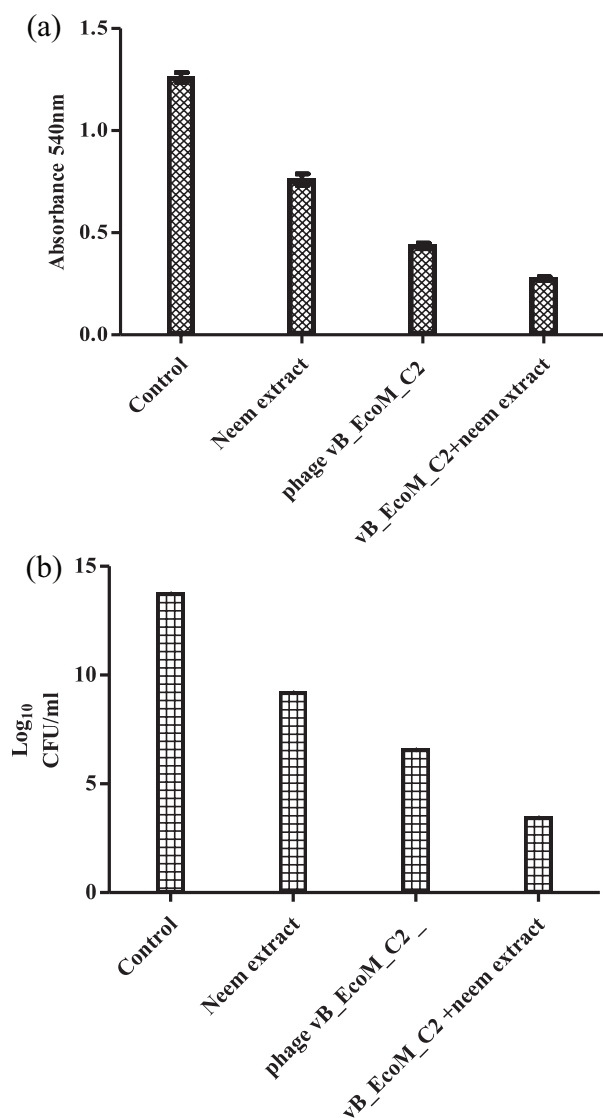 (a)
1.5
1.0
0.5
0.0
Absorbance 540nm
Control
Neem extract
phage vB_EcoM_C2
vB_EcoM_C2+neem extract
(b)
15
10
5
0
Log10
CFU/ml
Control
Neem extract
phage vB_EcoM_C2_
vB_EcoM_C2 +neem extract